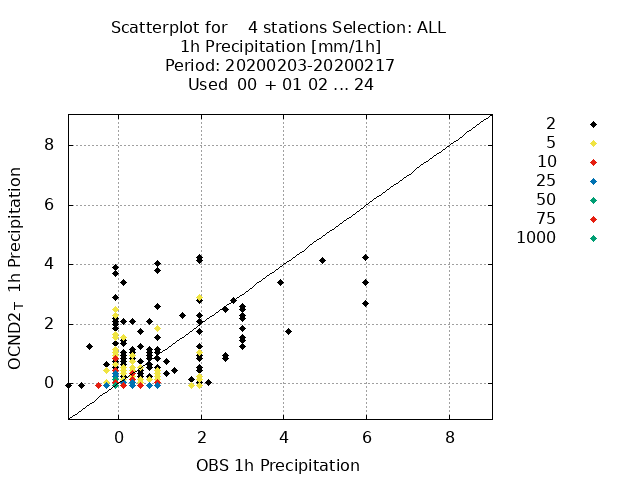 Scatterplot for    4 stations Selection: ALL
1h Precipitation [mm/1h]
Period: 20200203-20200217
Used  00  + 01 02 ... 24
2
5
10
25
50
75
1000
8
6
4
2
0
OCND2T  1h Precipitation
0 2 4 6 8
OBS 1h Precipitation